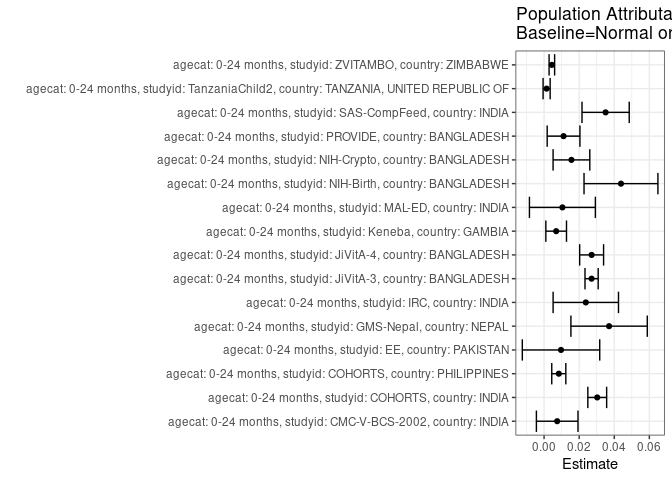 Population Attributa
Baseline=Normal or
agecat: 0-24 months, studyid: ZVITAMBO, country: ZIMBABWE
agecat: 0-24 months, studyid: TanzaniaChild2, country: TANZANIA, UNITED REPUBLIC OF
agecat: 0-24 months, studyid: SAS-CompFeed, country: INDIA
agecat: 0-24 months, studyid: PROVIDE, country: BANGLADESH
agecat: 0-24 months, studyid: NIH-Crypto, country: BANGLADESH
agecat: 0-24 months, studyid: NIH-Birth, country: BANGLADESH
agecat: 0-24 months, studyid: MAL-ED, country: INDIA
agecat: 0-24 months, studyid: Keneba, country: GAMBIA
agecat: 0-24 months, studyid: JiVitA-4, country: BANGLADESH
agecat: 0-24 months, studyid: JiVitA-3, country: BANGLADESH
agecat: 0-24 months, studyid: IRC, country: INDIA
agecat: 0-24 months, studyid: GMS-Nepal, country: NEPAL
agecat: 0-24 months, studyid: EE, country: PAKISTAN
agecat: 0-24 months, studyid: COHORTS, country: PHILIPPINES
agecat: 0-24 months, studyid: COHORTS, country: INDIA
agecat: 0-24 months, studyid: CMC-V-BCS-2002, country: INDIA
0.00 0.02 0.04 0.06
Estimate